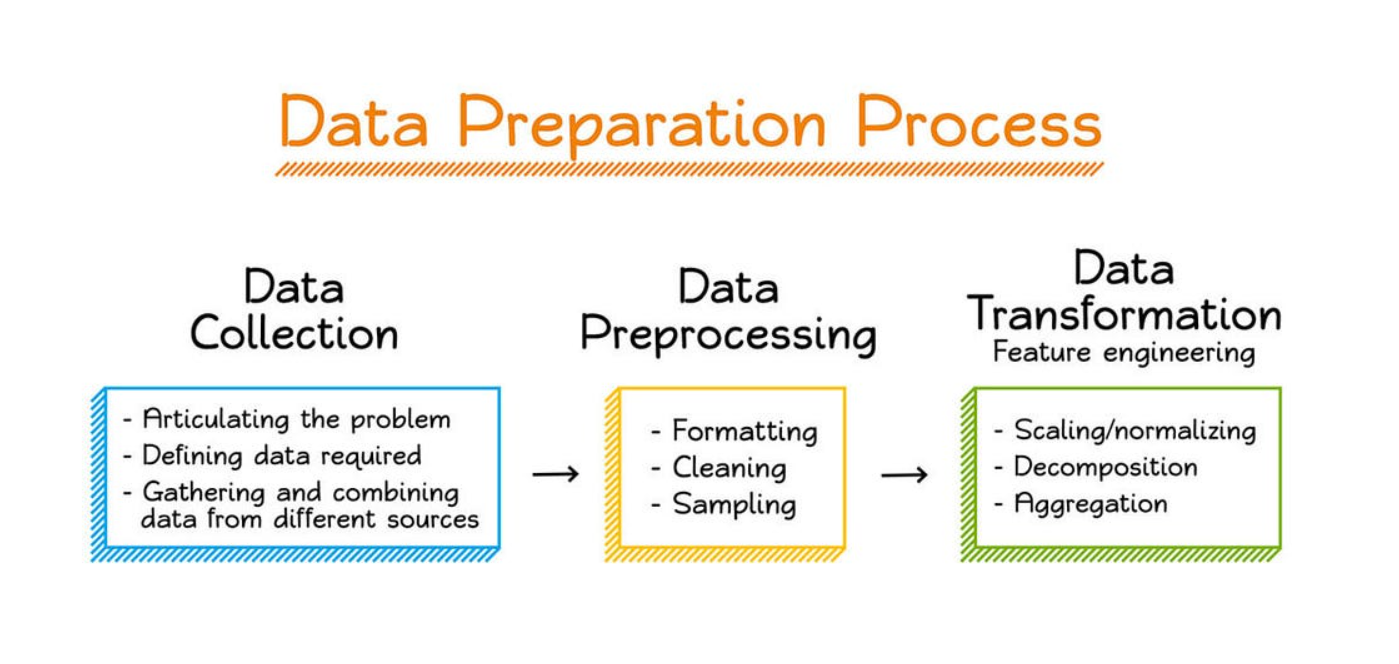 Data Preparation Process
Data
Collection
- Articulating the problem
- Defining data required
- Gathering and combining
data from different sources
Data
Preprocessing
- Formatting
- Cleaning
- Sampling
Data
Transformation
Feature engineering
- Scaling/normalizing
- Decomposition
- Aggregation